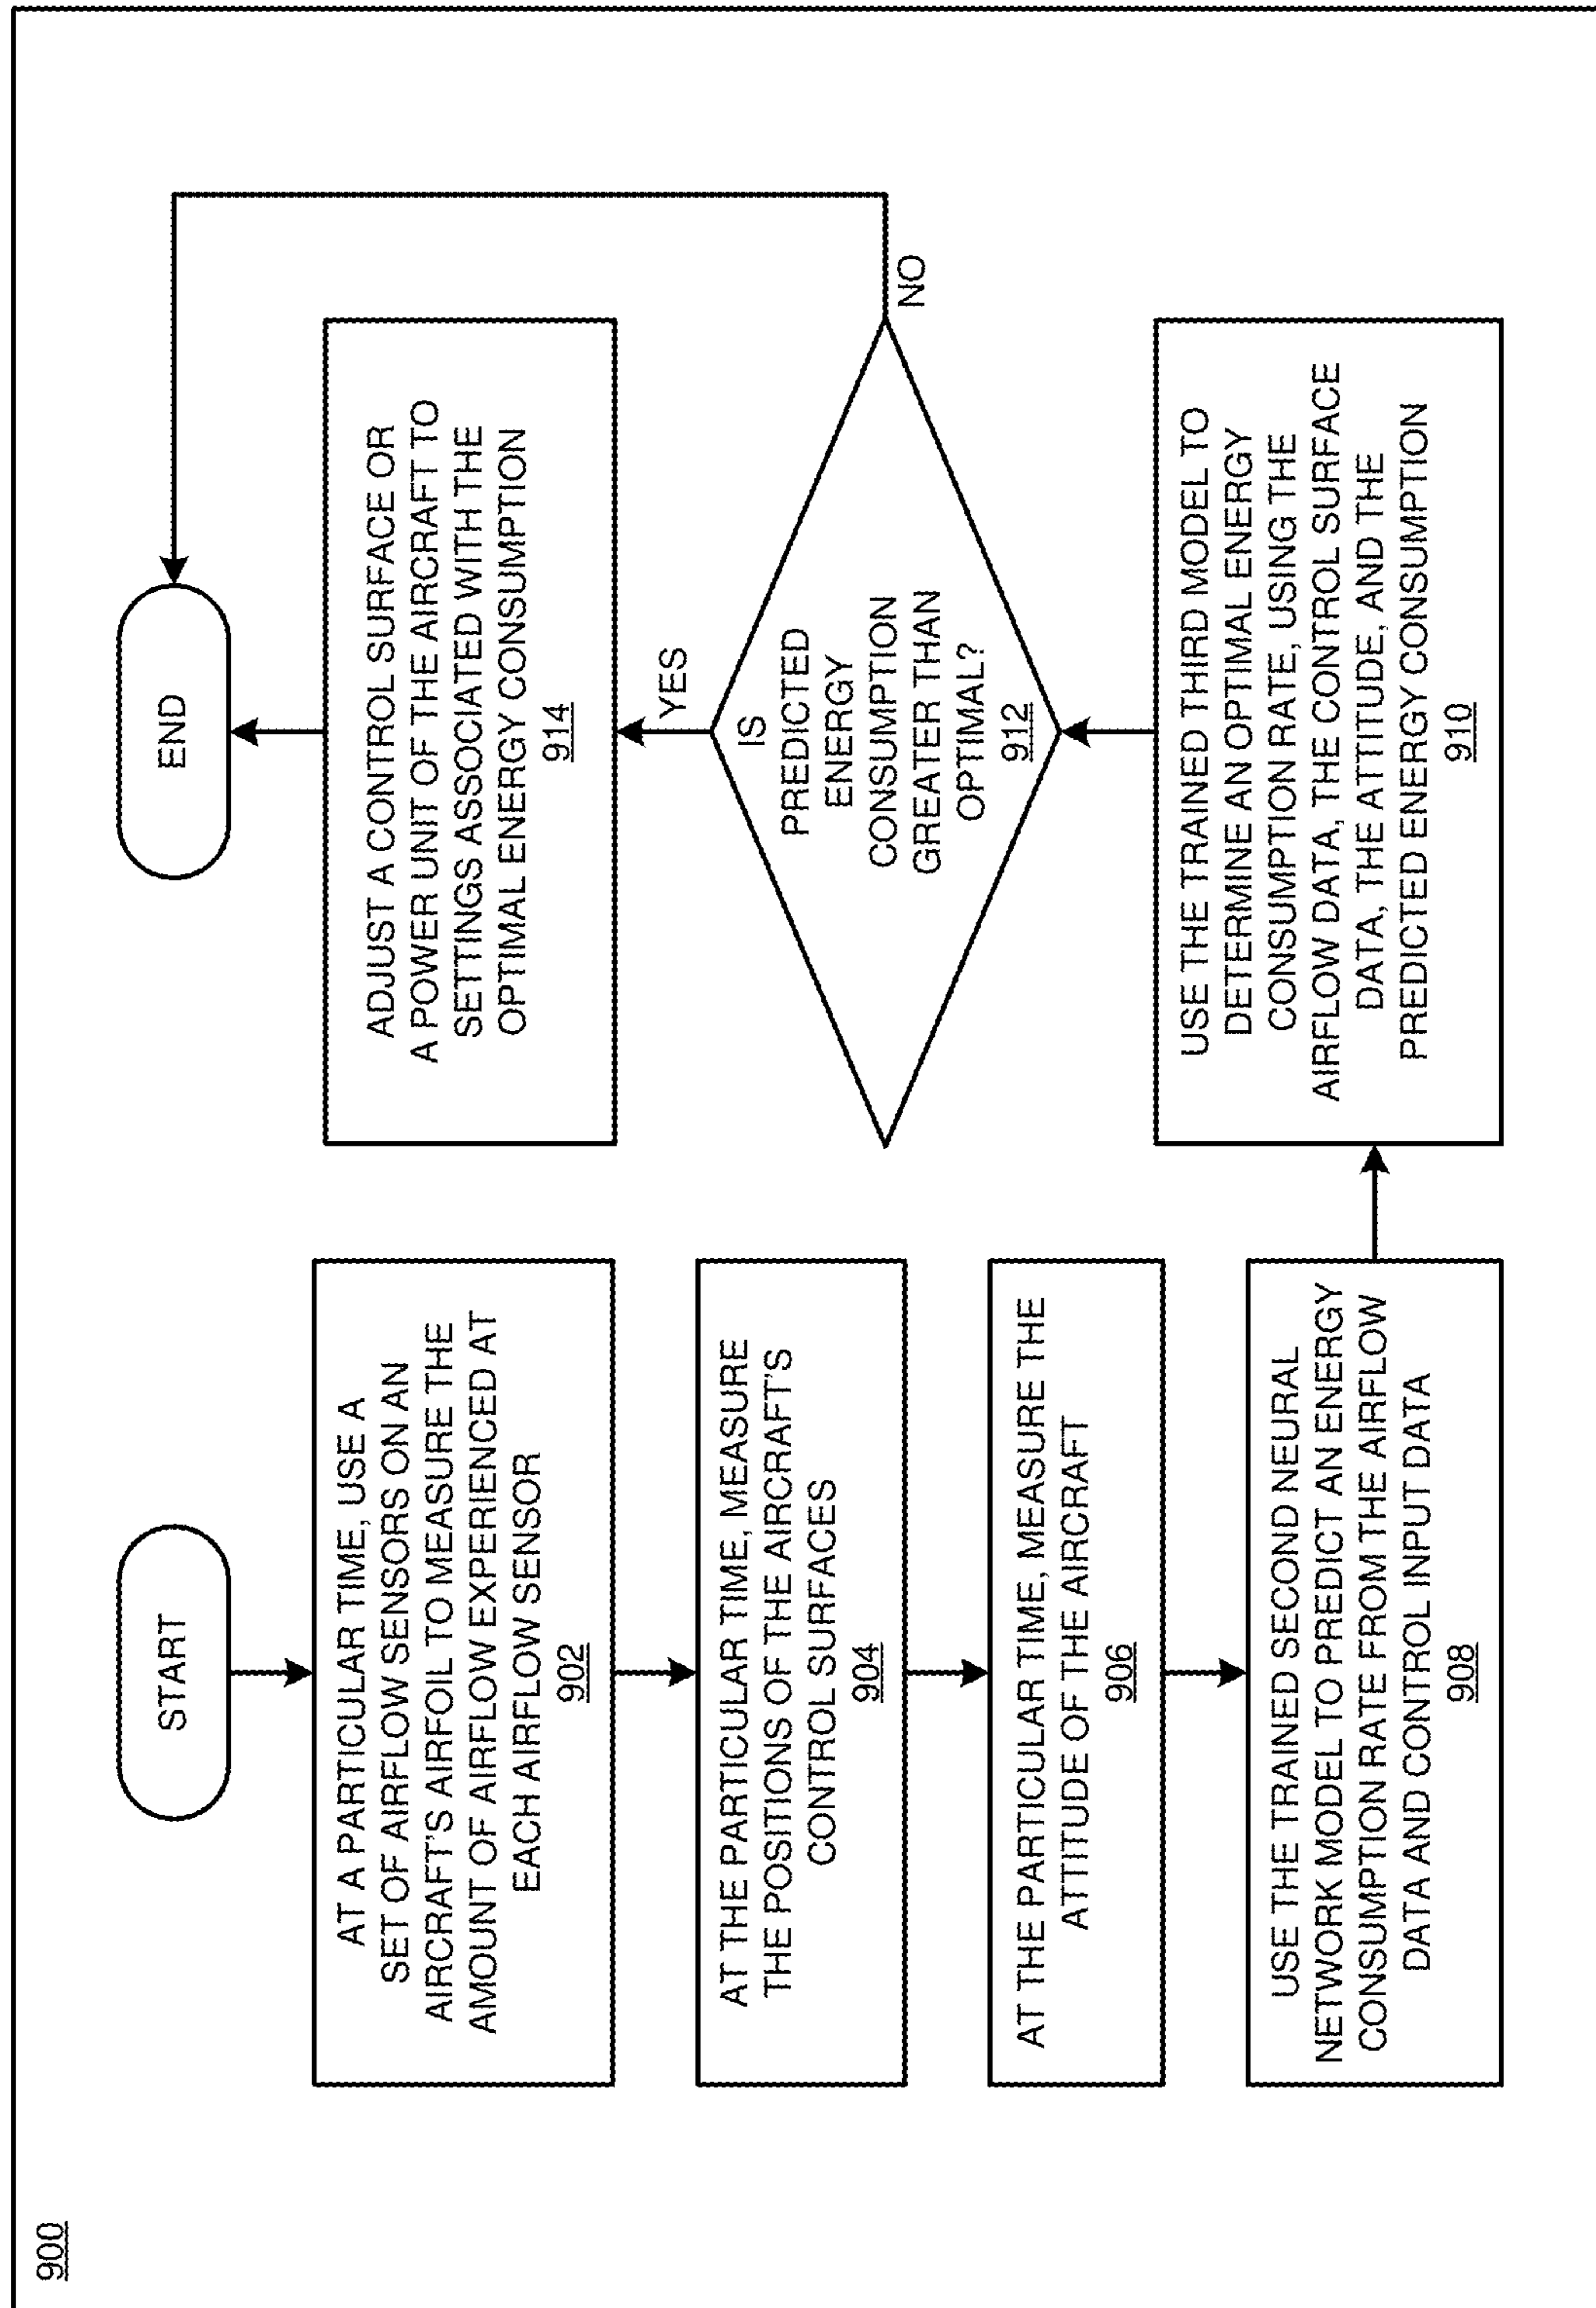 900
START
AT A PARTICULAR TIME, USE A
SET OF AIRFLOW SENSORS ON AN
AIRCRAFT'S AIRFOIL TO MEASURE THE
AMOUNT OF AIRFLOW EXPERIENCED AT
EACH AIRFLOW SENSOR
902
AT THE PARTICULAR TIME, MEASURE
THE POSITIONS OF THE AIRCRAFT'S
CONTROL SURFACES
904
AT THE PARTICULAR TIME, MEASURE THE
ATTITUDE OF THE AIRCRAFT
906
USE THE TRAINED SECOND NEURAL
NETWORK MODEL TO PREDICT AN ENERGY
CONSUMPTION RATE FROM THE AIRFLOW
DATA AND CONTROL INPUT DATA
908
USE THE TRAINED THIRD MODEL TO
DETERMINE AN OPTIMAL ENERGY
CONSUMPTION RATE, USING THE
AIRFLOW DATA, THE CONTROL SURFACE
DATA, THE ATTITUDE, AND THE
PREDICTED ENERGY CONSUMPTION
910
IS
PREDICTED
ENERGY
CONSUMPTION
GREATER THAN
OPTIMAL?
912
YES
NO
ADJUST A CONTROL SURFACE OR
A POWER UNIT OF THE AIRCRAFT TO
SETTINGS ASSOCIATED WITH THE
OPTIMAL ENERGY CONSUMPTION
914
END